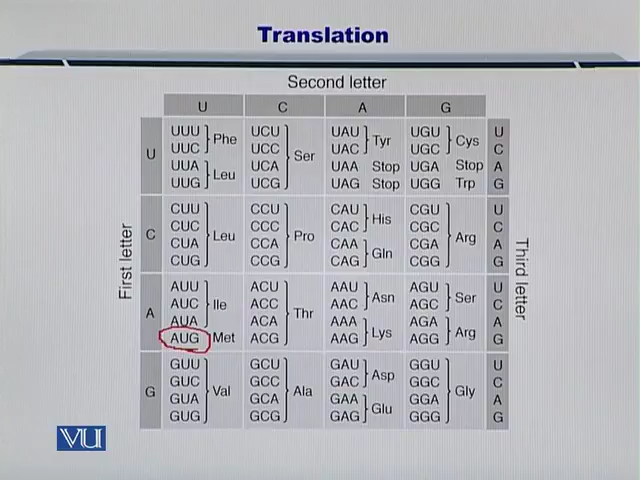 Translation
Second letter
U C A G
UUU UCU UAU UGU U
UUC Phe UCC UAC Tyr UGC Cys C
UUA UCA Ser UAA Stop UGA Stop A
UUG Leu UCG UAG Stop UGG Trp G
U
CUU CCU CAU CGU U
CUC CCC CAC His CGC C
CUA Leu CCA Pro CAA CGA Arg A
CUG CCG CAG Gln CGG G
C
AUU ACU AAU AGU U
AUC Ile ACC AAC Asn AGC Ser C
AUA ACA Thr AAA AGA A
AUG Met ACG AAG Lys AGG Arg G
A
GUU GCU GAU GGU U
GUC GCC GAC Asp GGC C
GUA Val GCA Ala GAA GGA Gly A
GUG GCG GAG Glu GGG G
G
First letter
Third letter
VU